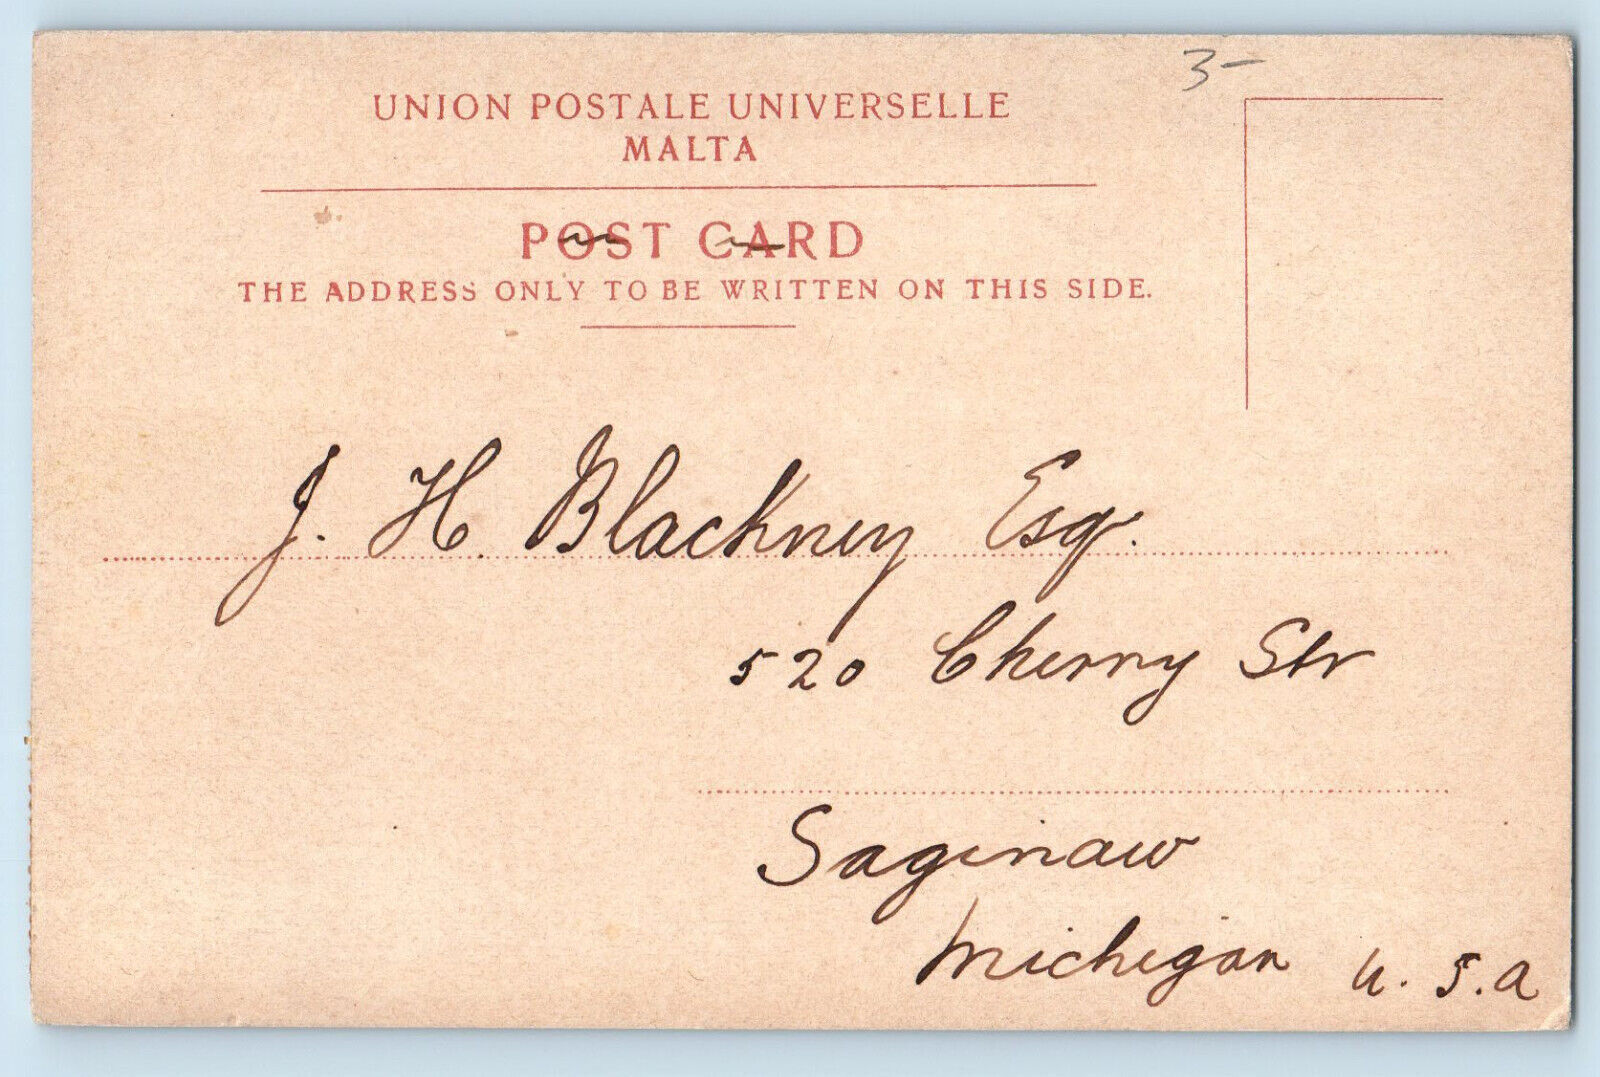 3-
UNION POSTALE UNIVERSELLE
MALTA
POST CARD
THE ADDRESS ONLY TO BE WRITTEN ON THIS SIDE.
J. H. Blackney Esq.
520 Cherry Str
Saginaw
Michigan U.S.A